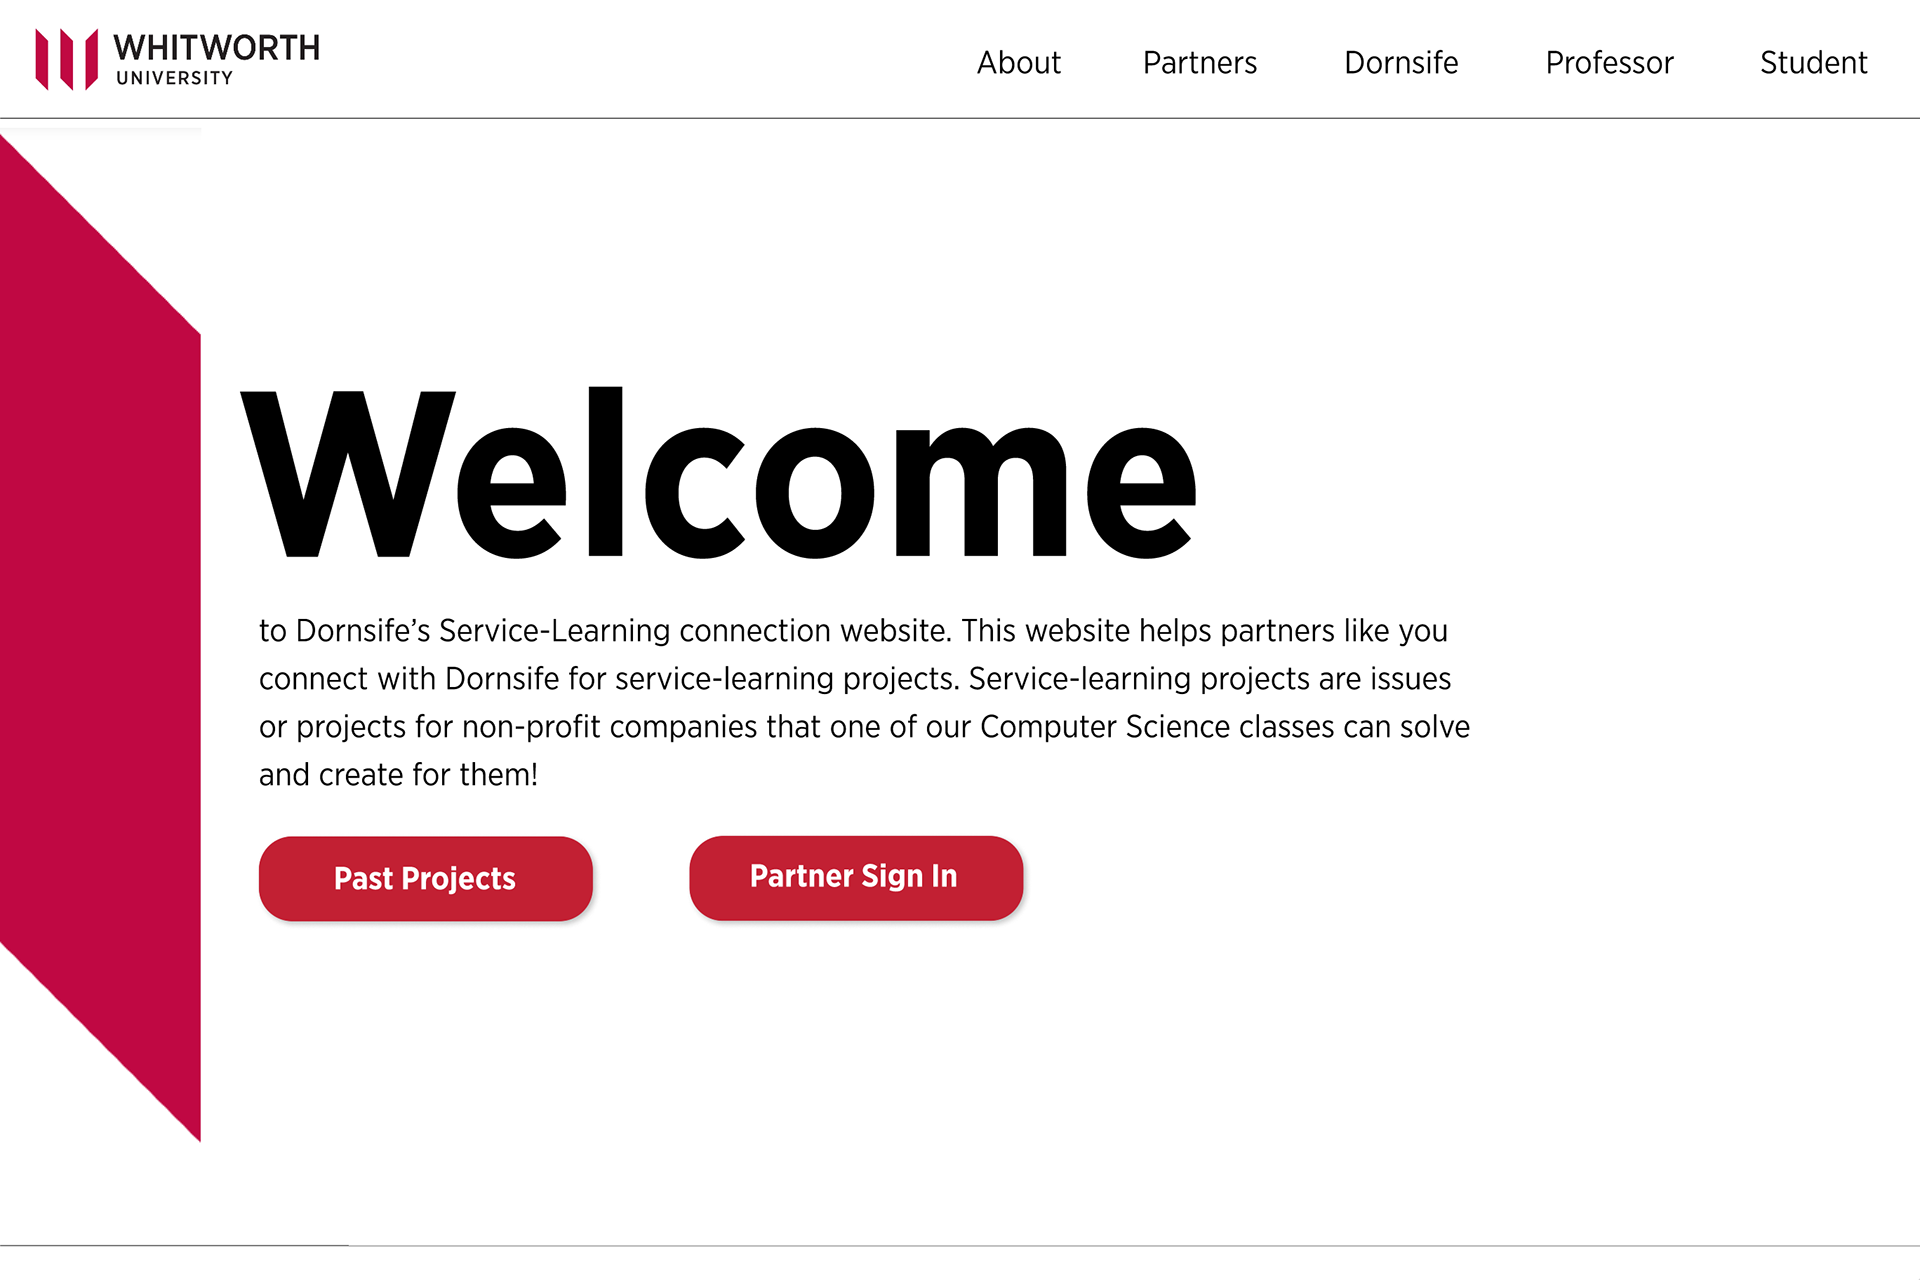 WHITWORTH
UNIVERSITY
About Partners Dornsife Professor Student
Welcome
to Dornsife’s Service-Learning connection website. This website helps partners like you
connect with Dornsife for service-learning projects. Service-learning projects are issues
or projects for non-profit companies that one of our Computer Science classes can solve
and create for them!
Past Projects Partner Sign In